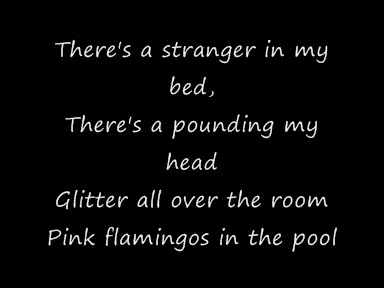 There's a stranger in my
bed,
There's a pounding my
head
Glitter all over the room
Pink flamingos in the pool